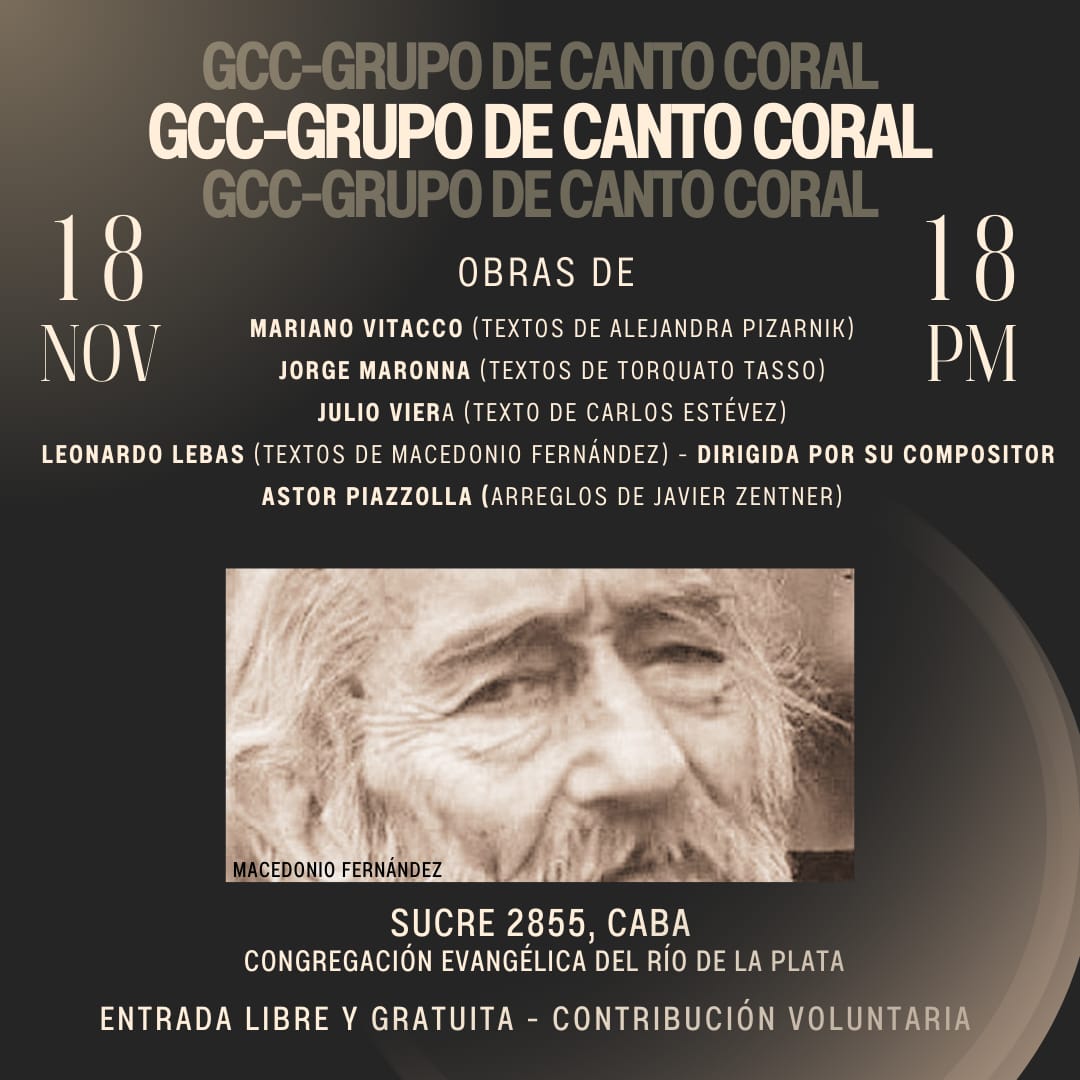 GCC-GRUPO DE CANTO CORAL
GCC-GRUPO DE CANTO CORAL
GCC-GRUPO DE CANTO CORAL
18
NOV
18
PM
OBRAS DE
MARIANO VITACCO (TEXTOS DE ALEJANDRA PIZARNIK)
JORGE MARONNA (TEXTOS DE TORQUATO TASSO)
JULIO VIERA (TEXTO DE CARLOS ESTÉVEZ)
LEONARDO LEBAS (TEXTOS DE MACEDONIO FERNÁNDEZ) - DIRIGIDA POR SU COMPOSITOR
ASTOR PIAZZOLLA (ARREGLOS DE JAVIER ZENTNER)
MACEDONIO FERNÁNDEZ
SUCRE 2855, CABA
CONGREGACIÓN EVANGÉLICA DEL RÍO DE LA PLATA
ENTRADA LIBRE Y GRATUITA - CONTRIBUCIÓN VOLUNTARIA